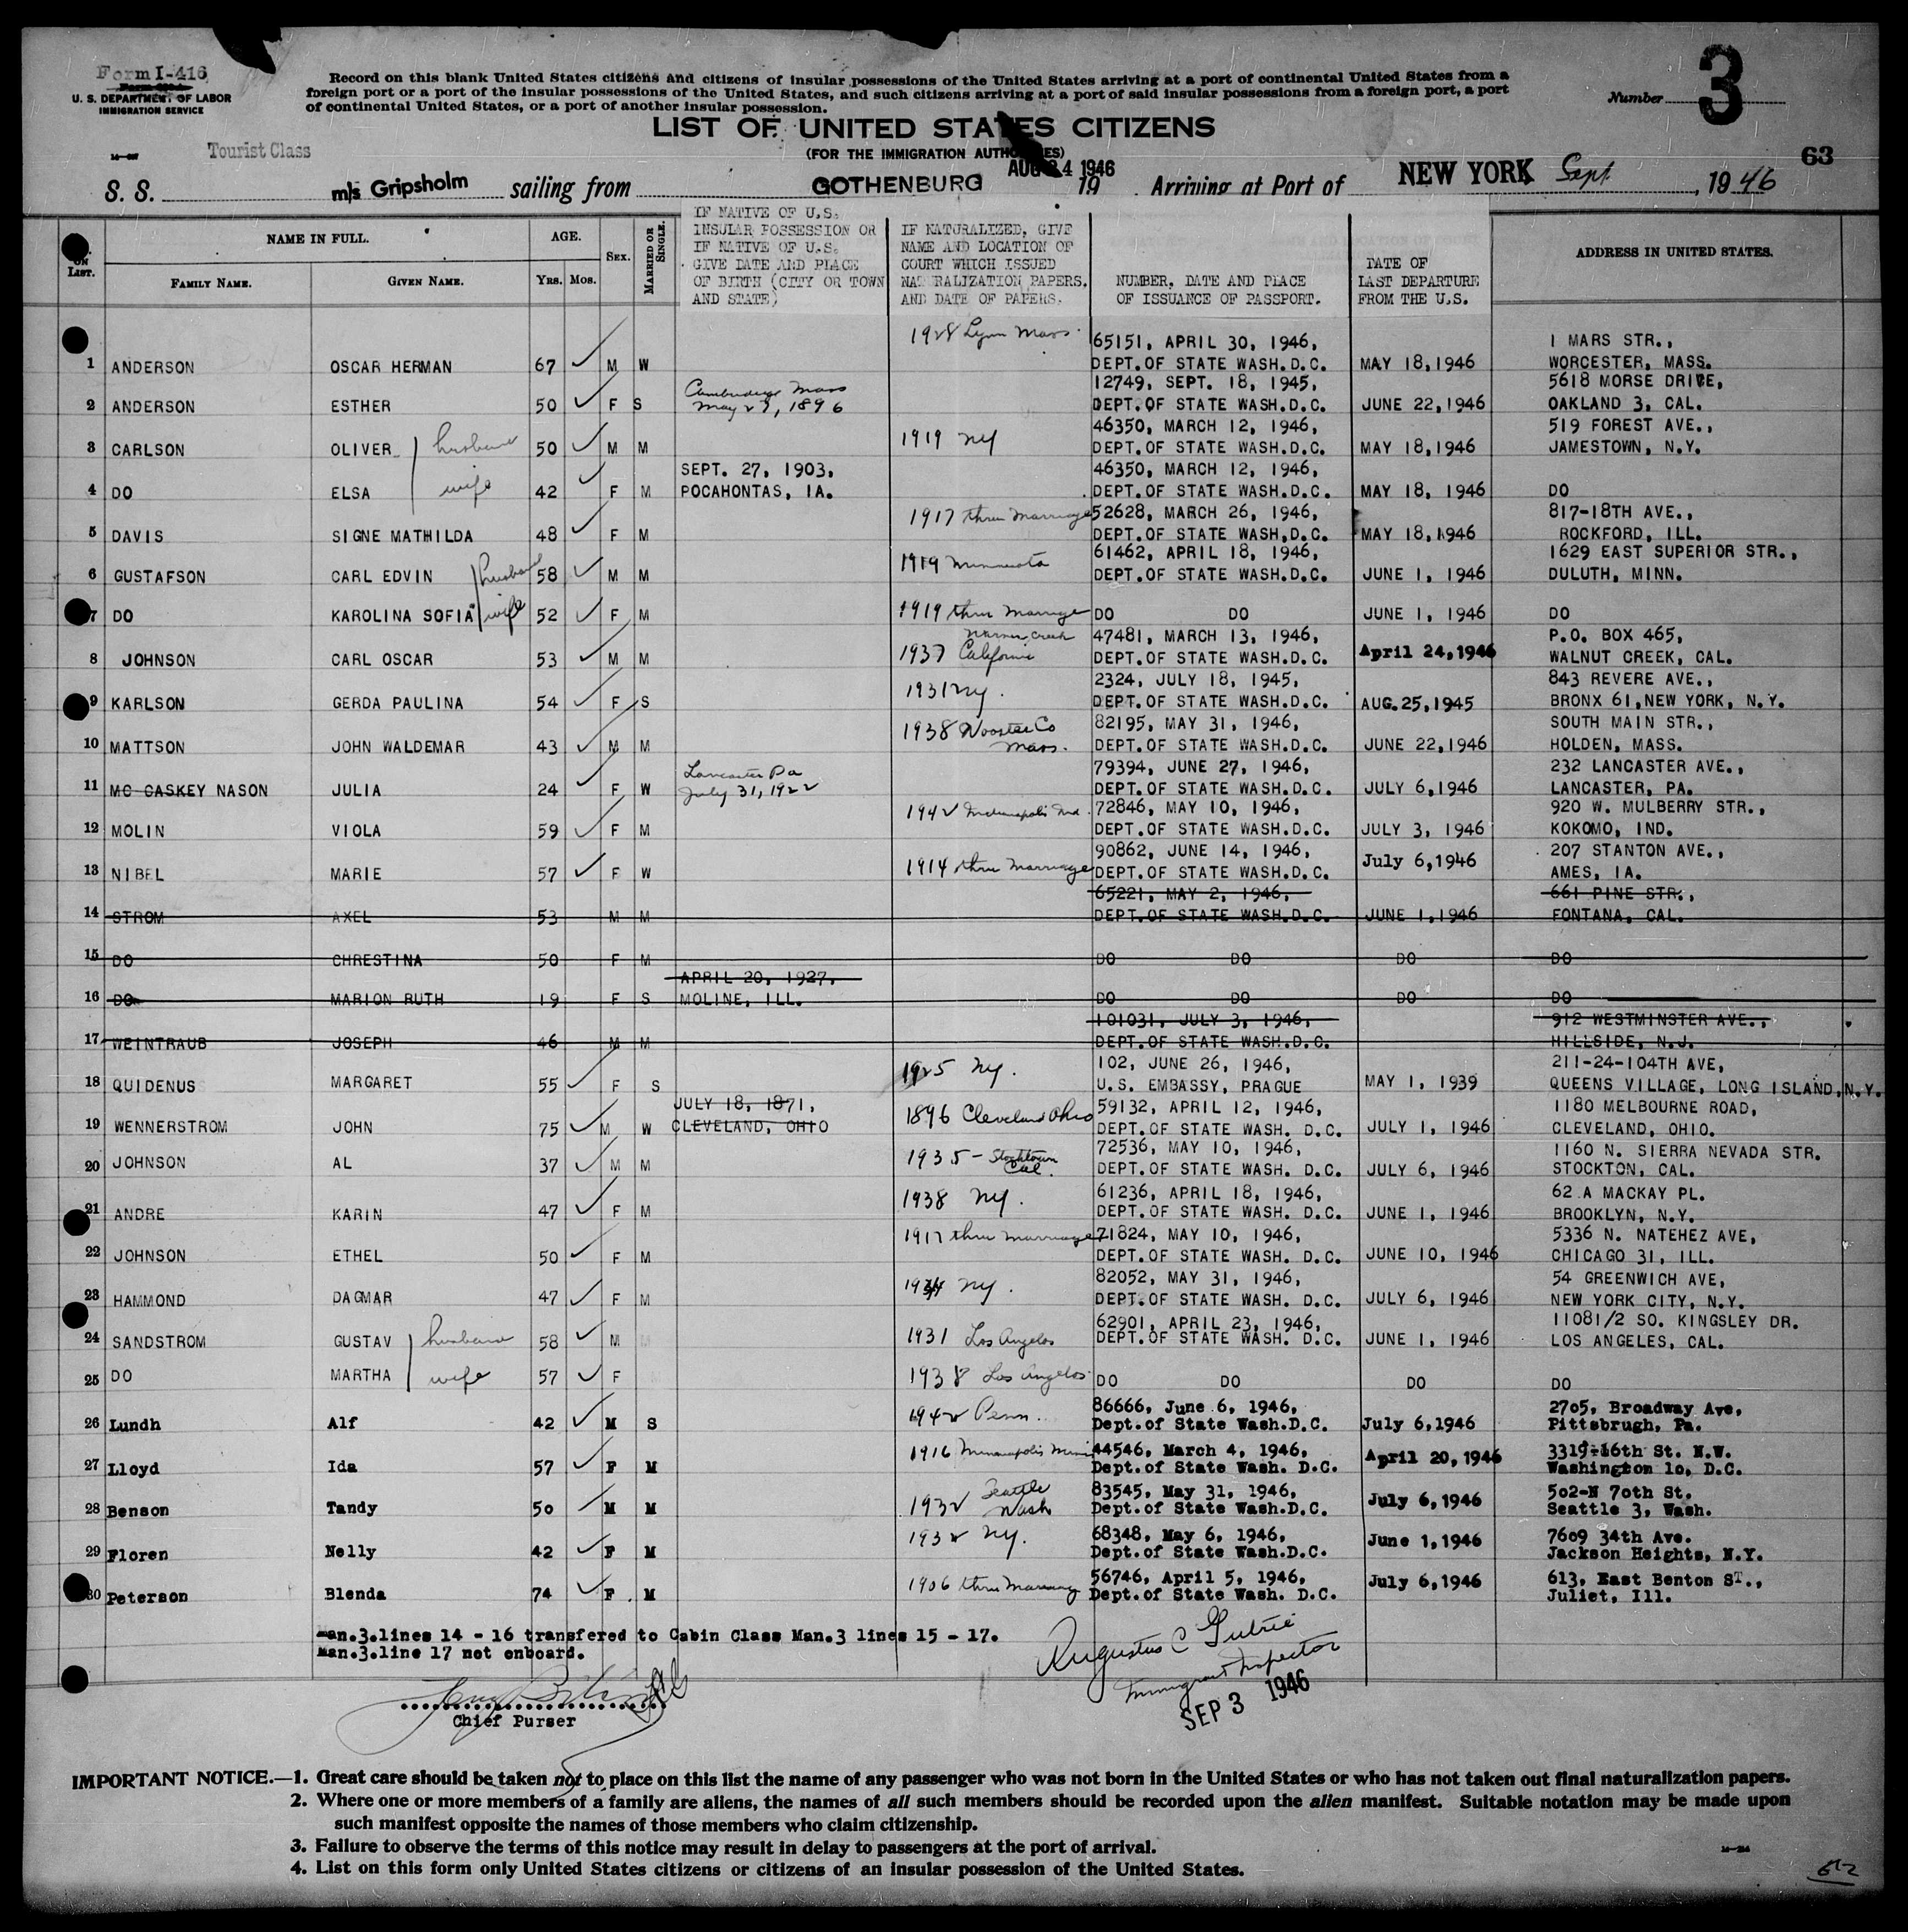 Form I-416
U. S. DEPARTMENT OF LABOR
IMMIGRATION SERVICE
Record on this blank United States citizens and citizens of insular possessions of the United States arriving at a port of continental United States from a
foreign port or a port of the insular possessions of the United States, and such citizens arriving at a port of said insular possessions from a foreign port, a port
of continental United States, or a port of another insular possession.
Number 3
LIST OF UNITED STATES CITIZENS
(FOR THE IMMIGRATION AUTHORITIES)
Tourist Class
63
S. S. m/s Gripsholm sailing from GOTHENBURG AUG 24 1946 19 Arriving at Port of NEW YORK Sept , 19 46
ON LIST.
NAME IN FULL.
FAMILY NAME. GIVEN NAME.
AGE.
YRS. MOS.
SEX.
MARRIED OR SINGLE.
IF NATIVE OF U.S.
INSULAR POSSESSION OR
IF NATIVE OF U.S.
GIVE DATE AND PLACE
OF BIRTH (CITY OR TOWN
AND STATE)
IF NATURALIZED, GIVE
NAME AND LOCATION OF
COURT WHICH ISSUED
NATURALIZATION PAPERS.
AND DATE OF PAPERS.
NUMBER, DATE AND PLACE
OF ISSUANCE OF PASSPORT.
DATE OF
LAST DEPARTURE
FROM THE U.S.
ADDRESS IN UNITED STATES.
1928 Lynn Mass. 65151, APRIL 30, 1946, 1 MARS STR.,
1 ANDERSON OSCAR HERMAN 67 M W DEPT.OF STATE WASH.D.C. MAY 18,1946 WORCESTER, MASS.
Cambridge Mass 12749, SEPT. 18, 1945, 5618 MORSE DRIVE,
2 ANDERSON ESTHER 50 F S May 27, 1896 DEPT.OF STATE WASH.D.C. JUNE 22,1946 OAKLAND 3, CAL.
46350, MARCH 12, 1946, 519 FOREST AVE.,
3 CARLSON OLIVER husband 50 M M 1919 NY DEPT.OF STATE WASH.D.C. MAY 18,1946 JAMESTOWN, N.Y.
SEPT. 27, 1903, 46350, MARCH 12, 1946,
4 DO ELSA wife 42 F M POCAHONTAS, IA. DEPT.OF STATE WASH.D.C. MAY 18, 1946 DO
1917 thru marriage 52628, MARCH 26, 1946, 817-18TH AVE.,
5 DAVIS SIGNE MATHILDA 48 F M DEPT.OF STATE WASH.D.C. MAY 18,1946 ROCKFORD, ILL.
61462, APRIL 18, 1946, 1629 EAST SUPERIOR STR.,
6 GUSTAFSON CARL EDVIN husband 58 M M 1919 Minnesota DEPT.OF STATE WASH.D.C. JUNE 1, 1946 DULUTH, MINN.
7 DO KAROLINA SOFIA wife 52 F M 1919 thru marriage DO DO JUNE 1, 1946 DO
47481, MARCH 13, 1946, P.O. BOX 465,
8 JOHNSON CARL OSCAR 53 M M 1937 California DEPT.OF STATE WASH.D.C. April 24,1946 WALNUT CREEK, CAL.
1931 NY. 2324, JULY 18, 1945, 843 REVERE AVE.,
9 KARLSON GERDA PAULINA 54 F S DEPT.OF STATE WASH.D.C. AUG.25,1945 BRONX 61,NEW YORK, N.Y.
1938 Wooster Co 82195, MAY 31, 1946, SOUTH MAIN STR.,
10 MATTSON JOHN WALDEMAR 43 M M Mass. DEPT.OF STATE WASH.D.C. JUNE 22,1946 HOLDEN, MASS.
Lancaster Pa 79394, JUNE 27, 1946, 232 LANCASTER AVE.,
11 MC CASKEY NASON JULIA 24 F W July 31, 1922 DEPT.OF STATE WASH.D.C. JULY 6,1946 LANCASTER, PA.
1942 Indianapolis Ind. 72846, MAY 10, 1946, 920 W. MULBERRY STR.,
12 MOLIN VIOLA 59 F M DEPT.OF STATE WASH.D.C. JULY 3, 1946 KOKOMO, IND.
90862, JUNE 14, 1946, 207 STANTON AVE.,
13 NIBEL MARIE 57 F W 1914 thru marriage DEPT.OF STATE WASH.D.C. July 6,1946 AMES, IA.
65221, MAY 2, 1946, 661 PINE STR.,
14 STROM AXEL 53 M M DEPT.OF STATE WASH.D.C. JUNE 1,1946 FONTANA, CAL.
15 DO CHRESTINA 50 F M DO DO DO DO
APRIL 20, 1927,
16 DO MARION RUTH 19 F S MOLINE, ILL. DO DO DO DO
101031, JULY 3, 1946, 912 WESTMINSTER AVE.,
17 WEINTRAUB JOSEPH 46 M M DEPT.OF STATE WASH.D.C. HILLSIDE, N.J.
1925 NY. 102, JUNE 26, 1946, 211-24-104TH AVE,
18 QUIDENUS MARGARET 55 F S U.S. EMBASSY, PRAGUE MAY 1, 1939 QUEENS VILLAGE, LONG ISLAND,N.Y.
JULY 18, 1871, 59132, APRIL 12, 1946, 1180 MELBOURNE ROAD,
19 WENNERSTROM JOHN 75 M W CLEVELAND, OHIO 1896 Cleveland Ohio DEPT.OF STATE WASH. D.C. JULY 1, 1946 CLEVELAND, OHIO.
72536, MAY 10, 1946, 1160 N. SIERRA NEVADA STR.
20 JOHNSON AL 37 M M 1935 - Stocktown Cal. DEPT.OF STATE WASH. D.C. JULY 6, 1946 STOCKTON, CAL.
1938 NY. 61236, APRIL 18, 1946, 62 A MACKAY PL.
21 ANDRE KARIN 47 F M DEPT.OF STATE WASH. D.C. JUNE 1, 1946 BROOKLYN, N.Y.
1917 thru marriage 71824, MAY 10, 1946, 5336 N. NATEHEZ AVE,
22 JOHNSON ETHEL 50 F M DEPT.OF STATE WASH. D.C. JUNE 10, 1946 CHICAGO 31, ILL.
NY. 82052, MAY 31, 1946, 54 GREENWICH AVE,
23 HAMMOND DAGMAR 47 F M DEPT.OF STATE WASH. D.C. JULY 6, 1946 NEW YORK CITY, N.Y.
62901, APRIL 23, 1946, 11081/2 SO. KINGSLEY DR.
24 SANDSTROM GUSTAV husband 58 M 1931 Los Angeles DEPT.OF STATE WASH. D.C. JUNE 1, 1946 LOS ANGELES, CAL.
25 DO MARTHA wife 57 F 1938 Los Angelos DO DO DO DO
1942 Penn. 86666, June 6, 1946, 2705, Broadway Ave,
26 Lundh Alf 42 M S Dept.of State Wash.D.C. July 6,1946 Pittsbrugh, Pa.
1916 Minneapolis Minn 44546, March 4, 1946, 3319-16th St. N.W.
27 Lloyd Ida 57 F M Dept.of State Wash. D.C. April 20,1946 Washington 10, D.C.
Seattle 83545, May 31, 1946, 502-N 70th St.
28 Benson Tandy 50 M M 1932 Wash Dept.of State Wash.D.C. July 6,1946 Seattle 3, Wash.
1932 NY. 68348, May 6, 1946, 7609 34th Ave.
29 Floren Nelly 42 F M Dept.of State Wash.D.C. June 1,1946 Jackson Heights, N.Y.
1906 thru marriage 56746, April 5, 1946, 613, East Benton ST.,
30 Peterson Blenda 74 F M Dept.of State Wash. D.C. July 6,1946 Juliet, Ill.
Man.3.lines 14 - 16 transfered to Cabin Class Man.3 lines 15 - 17.
Man.3.line 17 not onboard.
Augustus C Gutrie
Immigrant Inspector
SEP 3 1946
Chief Purser
IMPORTANT NOTICE.—1. Great care should be taken not to place on this list the name of any passenger who was not born in the United States or who has not taken out final naturalization papers.
2. Where one or more members of a family are aliens, the names of all such members should be recorded upon the alien manifest. Suitable notation may be made upon
such manifest opposite the names of those members who claim citizenship.
3. Failure to observe the terms of this notice may result in delay to passengers at the port of arrival.
4. List on this form only United States citizens or citizens of an insular possession of the United States.